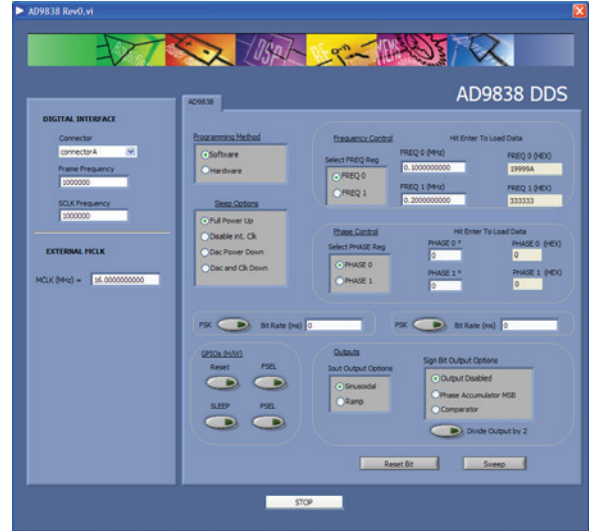 AD9838 Rev0.vi
DSP
RF
MEMS
AD9838 DDS
DIGITAL INTERFACE
Connector
connectorA
Frame Frequency
1000000
SCLK Frequency
1000000
EXTERNAL MCLK
MCLK (MHz) = 16.0000000000
AD9838
Programming Method
Software
Hardware
Sleep Options
Full Power Up
Disable int. Clk
Dac Power Down
Dac and Clk Down
Frequency Control
Hit Enter To Load Data
Select FREQ Reg
FREQ 0
FREQ 1
FREQ 0 (MHz)
0.1000000000
FREQ 0 (HEX)
19999A
FREQ 1 (MHz)
0.2000000000
FREQ 1 (HEX)
333333
Phase Control
Hit Enter To Load Data
Select PHASE Reg
PHASE 0
PHASE 1
PHASE 0 °
0
PHASE 0 (HEX)
0
PHASE 1 °
0
PHASE 1 (HEX)
0
FSK
Bit Rate (ms) 0
PSK
Bit Rate (ms) 0
GPIOs (H/W)
Reset
FSEL
SLEEP
PSEL
Outputs
Iout Output Options
Sinusoidal
Ramp
Sign Bit Output Options
Output Disabled
Phase Accumulator MSB
Comparator
Divide Output by 2
Reset Bit
Sweep
STOP